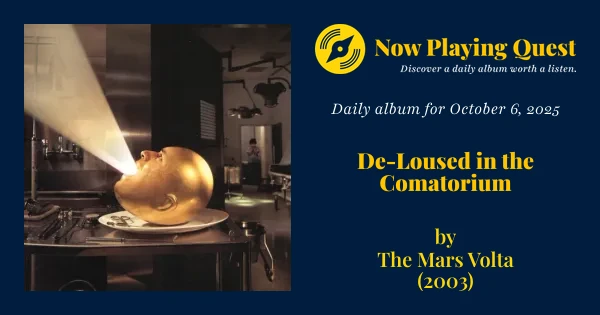 Now Playing Quest
Discover a daily album worth a listen.
Daily album for October 6, 2025
De-Loused in the
Comatorium
by
The Mars Volta
(2003)